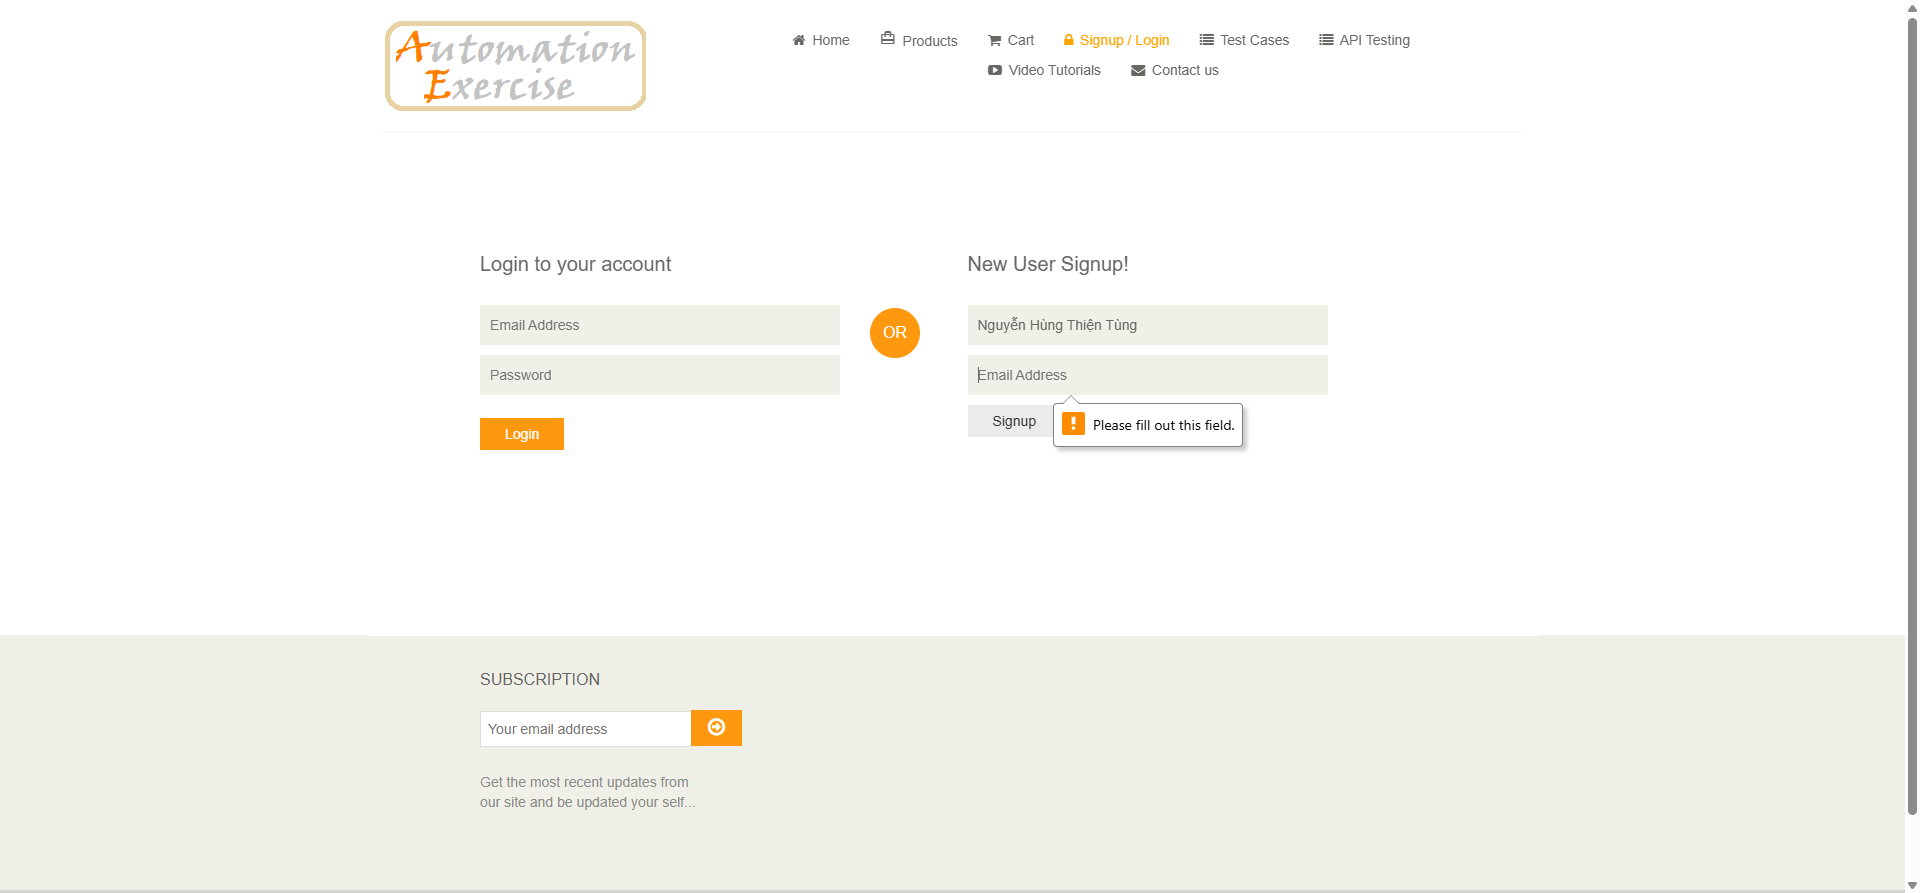 Automation
Exercise
Home
Products
Cart
Signup / Login
Test Cases
API Testing
Video Tutorials
Contact us
Login to your account
Email Address
Password
Login
OR
New User Signup!
Nguyễn Hùng Thiện Tùng
Email Address
Signup
Please fill out this field.
SUBSCRIPTION
Your email address
Get the most recent updates from
our site and be updated your self...